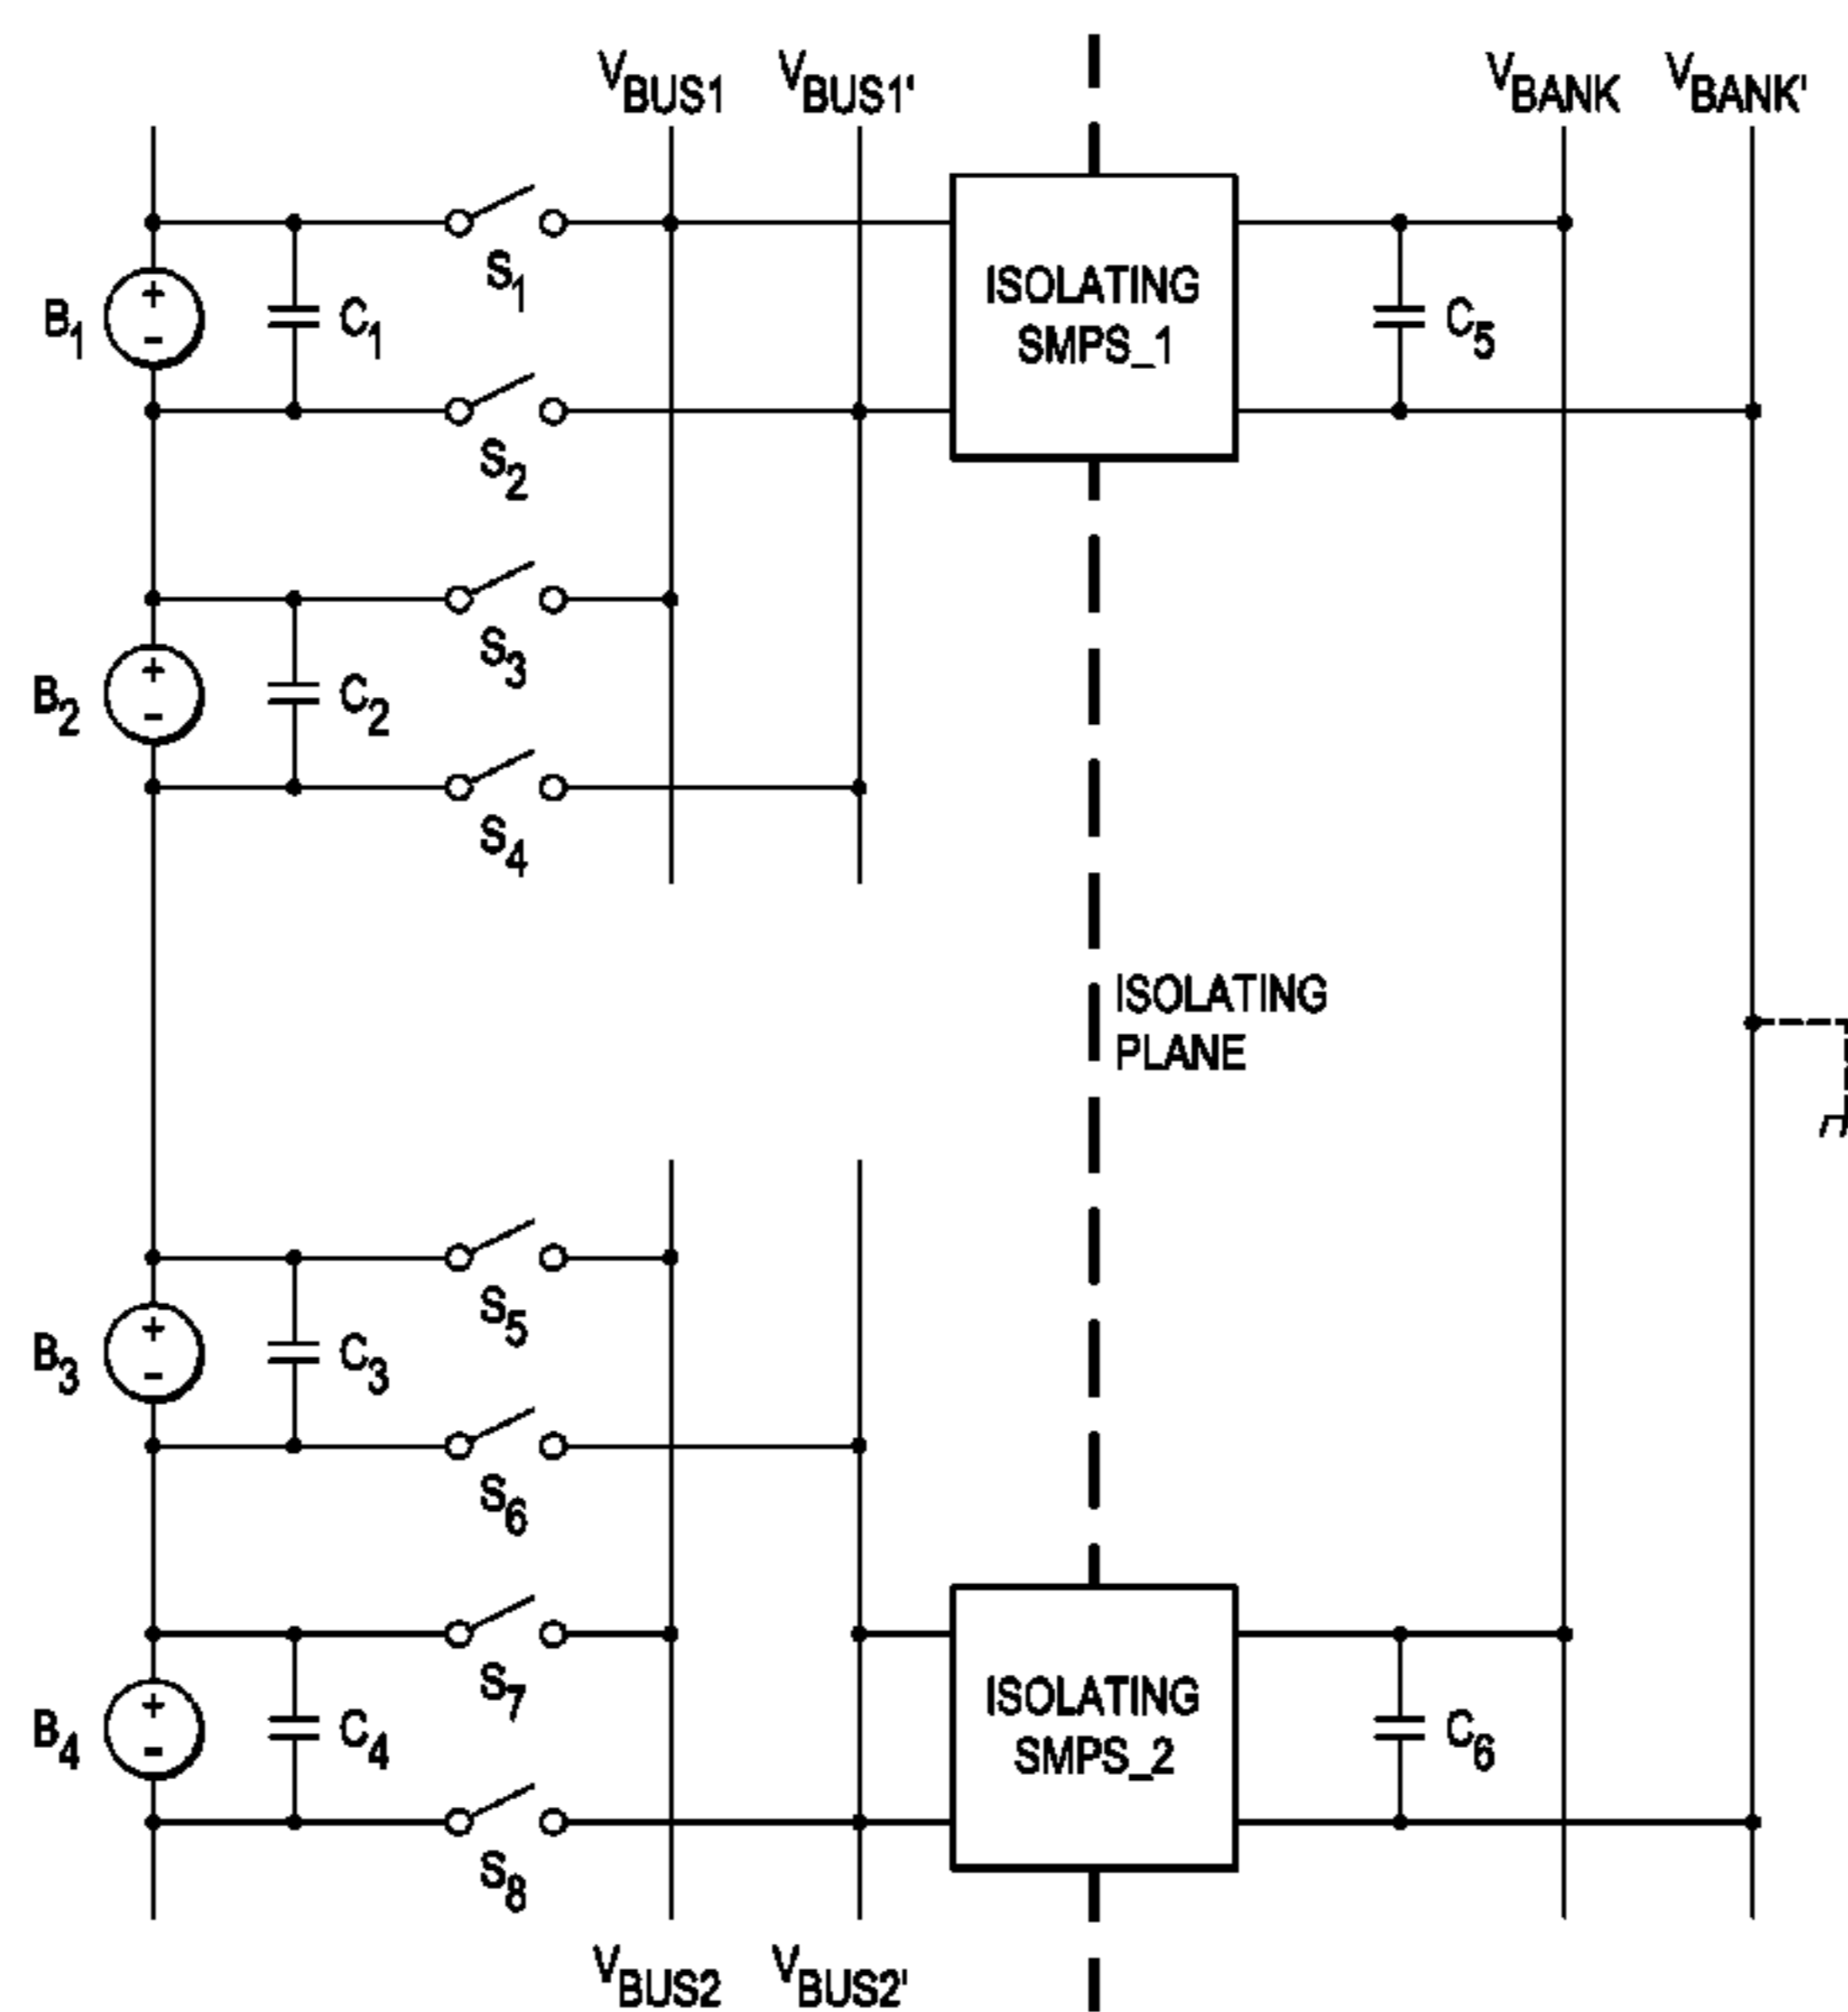 VBUS1 VBUS1' VBANK VBANK'
B1 + - C1 S1 ISOLATING SMPS_1 C5
S2
B2 + - C2 S3
S4
ISOLATING
PLANE
B3 + - C3 S5
S6
B4 + - C4 S7 ISOLATING SMPS_2 C6
S8
VBUS2 VBUS2'